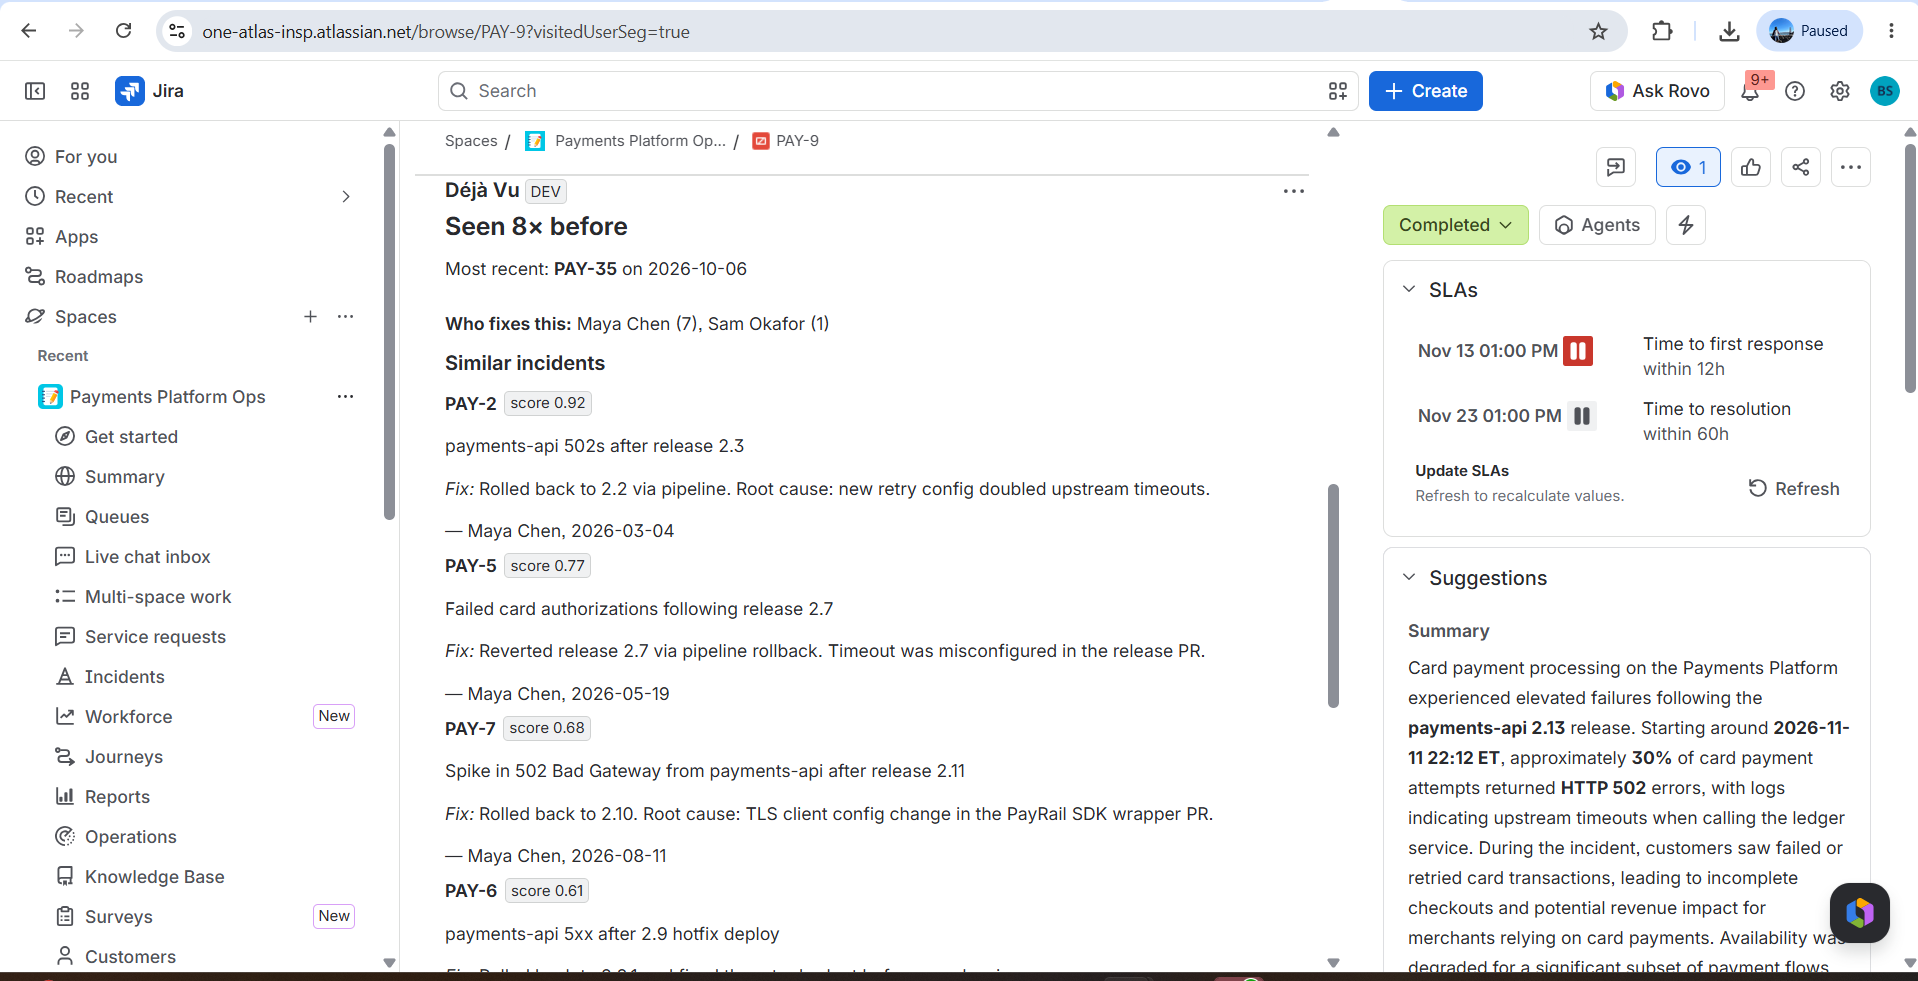 one-atlas-insp.atlassian.net/browse/PAY-9?visitedUserSeg=true
Paused
Jira
Search
Create
Ask Rovo
9+
BS
For you
Recent
Apps
Roadmaps
Spaces
Recent
Payments Platform Ops
Get started
Summary
Queues
Live chat inbox
Multi-space work
Service requests
Incidents
Workforce New
Journeys
Reports
Operations
Knowledge Base
Surveys New
Customers
Spaces / Payments Platform Op... / PAY-9
Déjà Vu DEV
Seen 8× before
Most recent: PAY-35 on 2026-10-06
Who fixes this: Maya Chen (7), Sam Okafor (1)
Similar incidents
PAY-2 score 0.92
payments-api 502s after release 2.3
Fix: Rolled back to 2.2 via pipeline. Root cause: new retry config doubled upstream timeouts.
— Maya Chen, 2026-03-04
PAY-5 score 0.77
Failed card authorizations following release 2.7
Fix: Reverted release 2.7 via pipeline rollback. Timeout was misconfigured in the release PR.
— Maya Chen, 2026-05-19
PAY-7 score 0.68
Spike in 502 Bad Gateway from payments-api after release 2.11
Fix: Rolled back to 2.10. Root cause: TLS client config change in the PayRail SDK wrapper PR.
— Maya Chen, 2026-08-11
PAY-6 score 0.61
payments-api 5xx after 2.9 hotfix deploy
1
Completed
Agents
SLAs
Nov 13 01:00 PM
Time to first response
within 12h
Nov 23 01:00 PM
Time to resolution
within 60h
Update SLAs
Refresh to recalculate values.
Refresh
Suggestions
Summary
Card payment processing on the Payments Platform
experienced elevated failures following the
payments-api 2.13 release. Starting around 2026-11-
11 22:12 ET, approximately 30% of card payment
attempts returned HTTP 502 errors, with logs
indicating upstream timeouts when calling the ledger
service. During the incident, customers saw failed or
retried card transactions, leading to incomplete
checkouts and potential revenue impact for
merchants relying on card payments. Availability was
degraded for a significant subset of payment flows